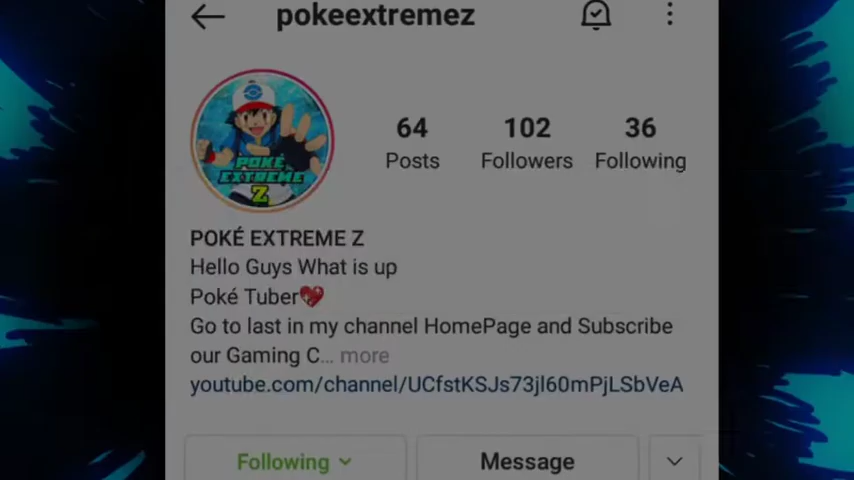 pokeextremez
POKÉ
EXTREME
Z
64 102 36
Posts Followers Following
POKÉ EXTREME Z
Hello Guys What is up
Poké Tuber💖
Go to last in my channel HomePage and Subscribe
our Gaming C... more
youtube.com/channel/UCfstKSJs73jl60mPjLSbVeA
Following Message